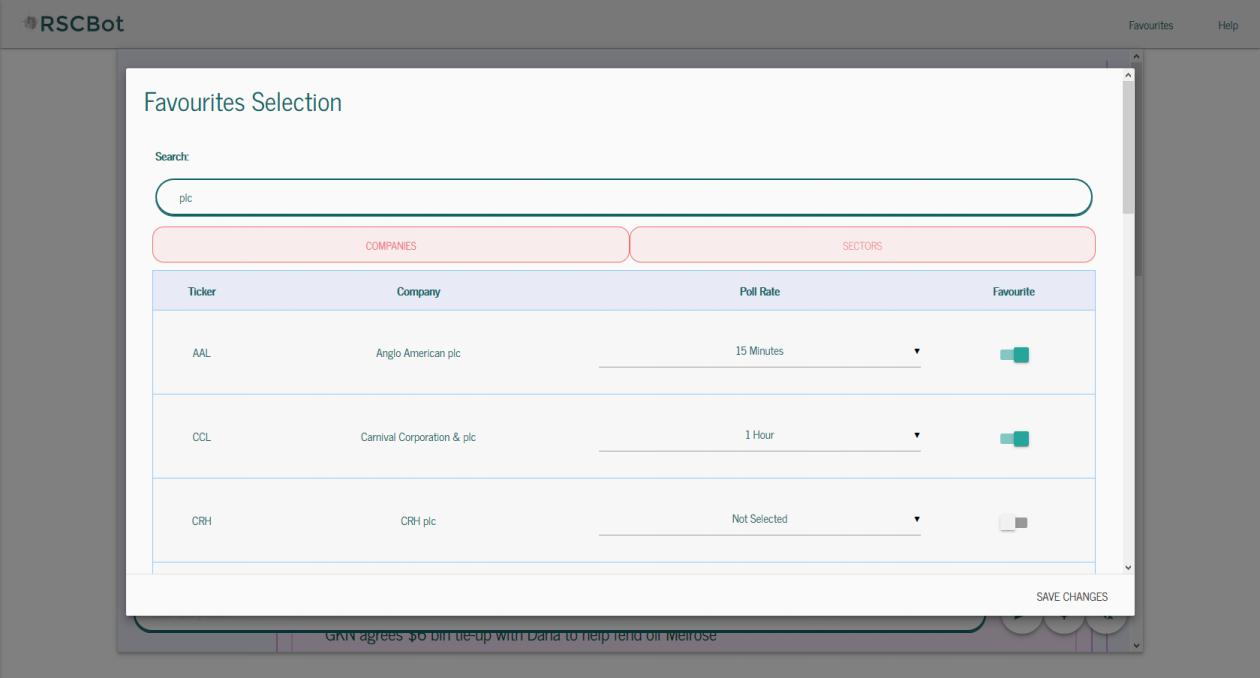 RSCBot
Favourites Help
Favourites Selection
Search:
plc
COMPANIES SECTORS
Ticker Company Poll Rate Favourite
AAL Anglo American plc 15 Minutes
CCL Carnival Corporation & plc 1 Hour
CRH CRH plc Not Selected
SAVE CHANGES
GKN agrees $6 bln tie-up with Dana to help fend off Melrose